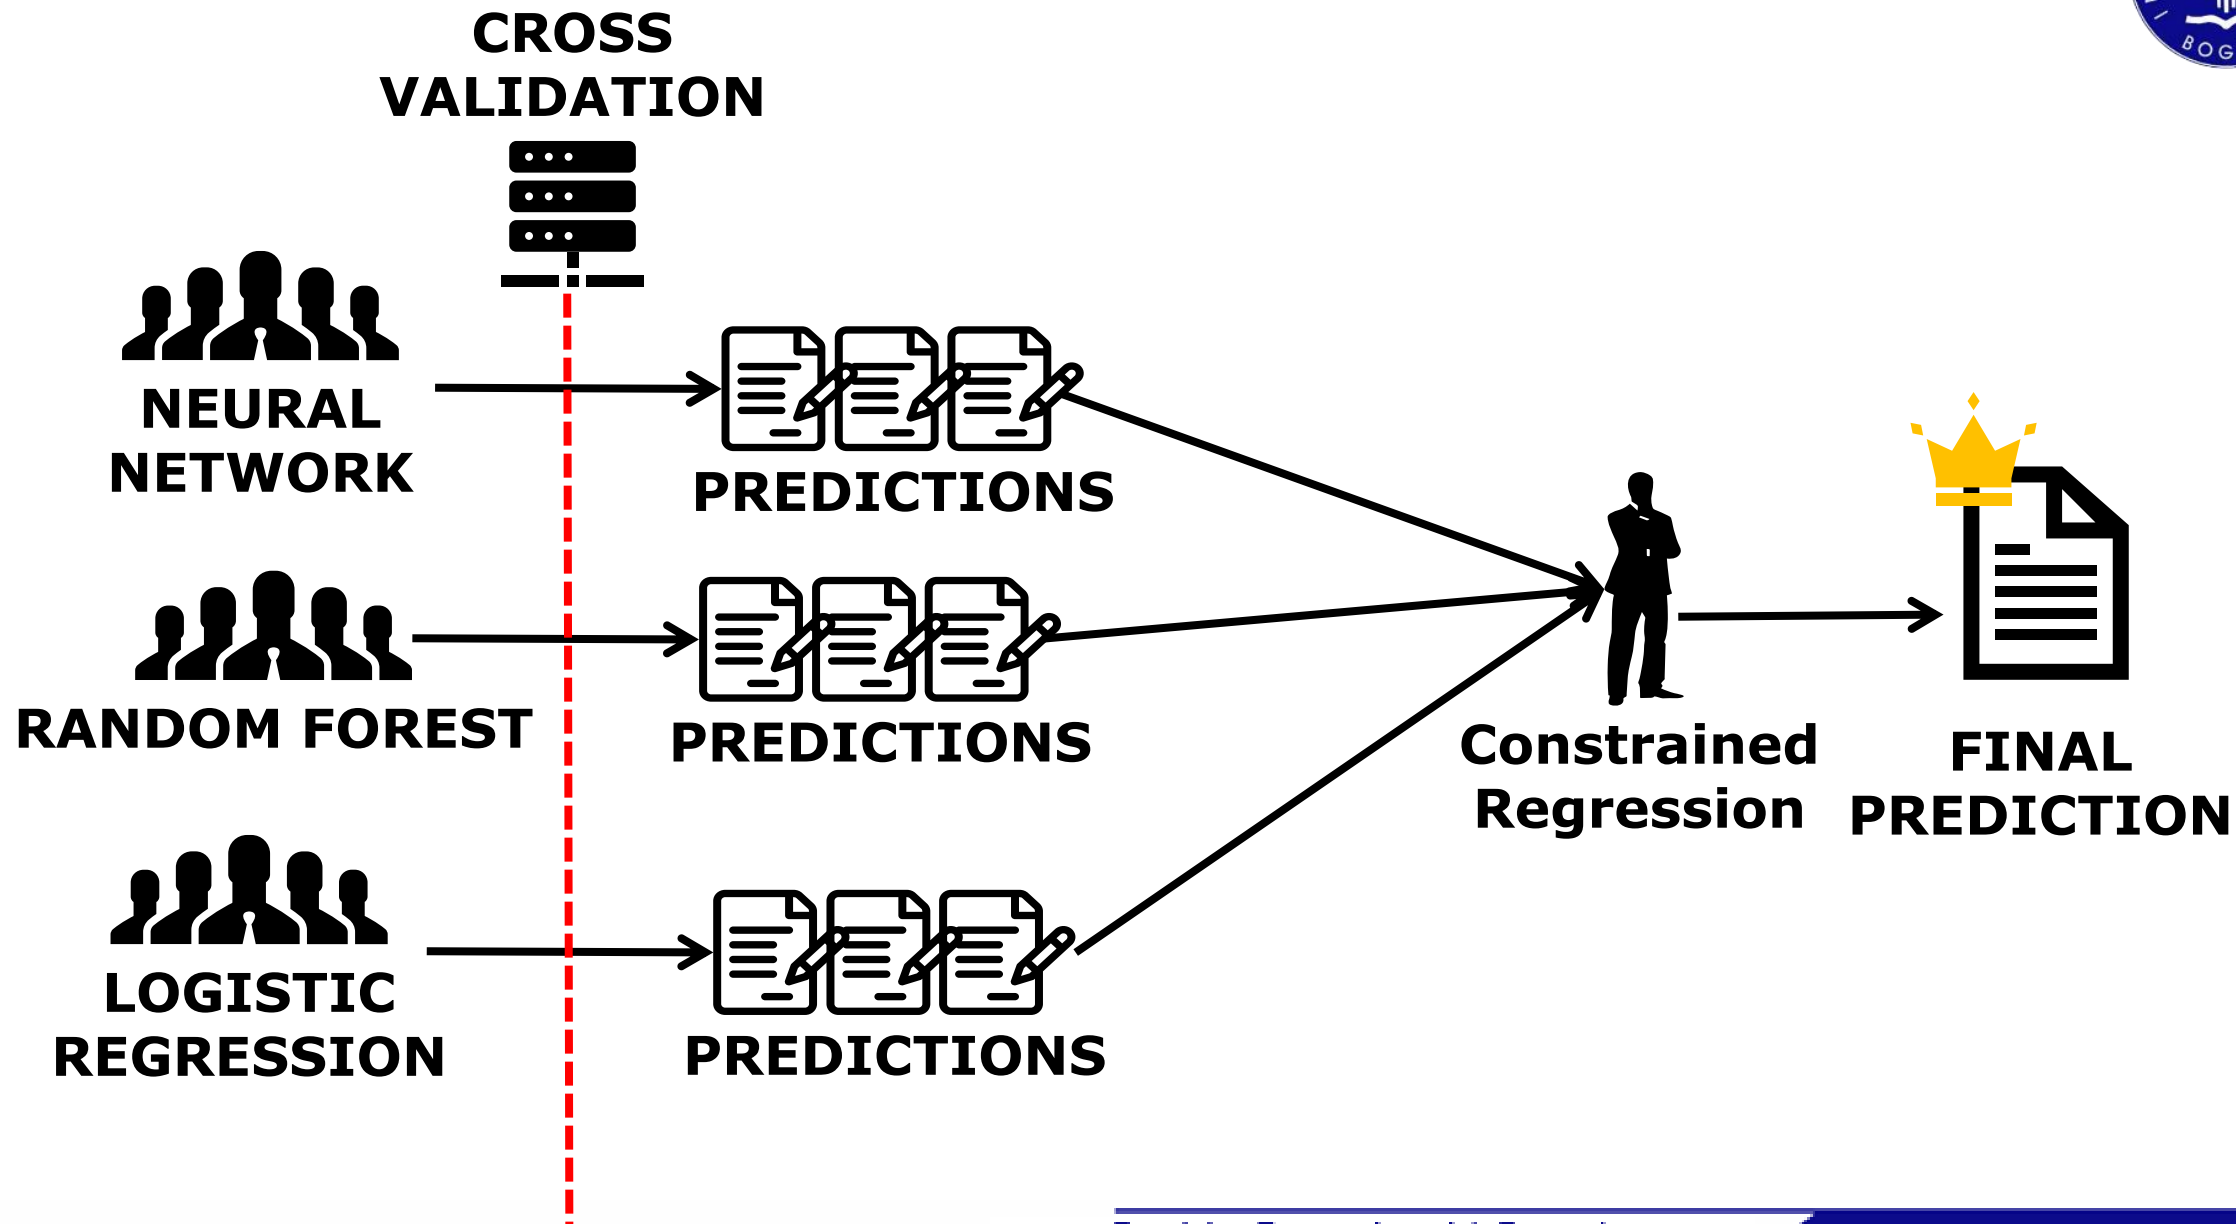 CROSS
VALIDATION
NEURAL
NETWORK
PREDICTIONS
RANDOM FOREST
PREDICTIONS
LOGISTIC
REGRESSION
PREDICTIONS
Constrained
Regression
FINAL
PREDICTION